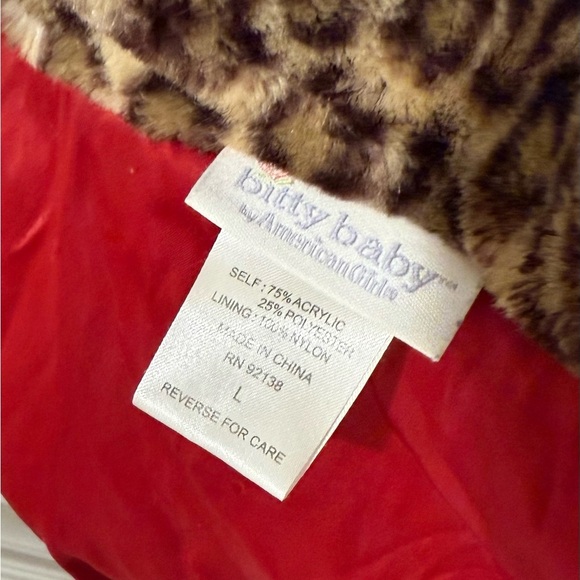 bitty baby™
by American Girl®
SELF : 75% ACRYLIC
25% POLYESTER
LINING : 100% NYLON
MADE IN CHINA
RN 92138
L
REVERSE FOR CARE